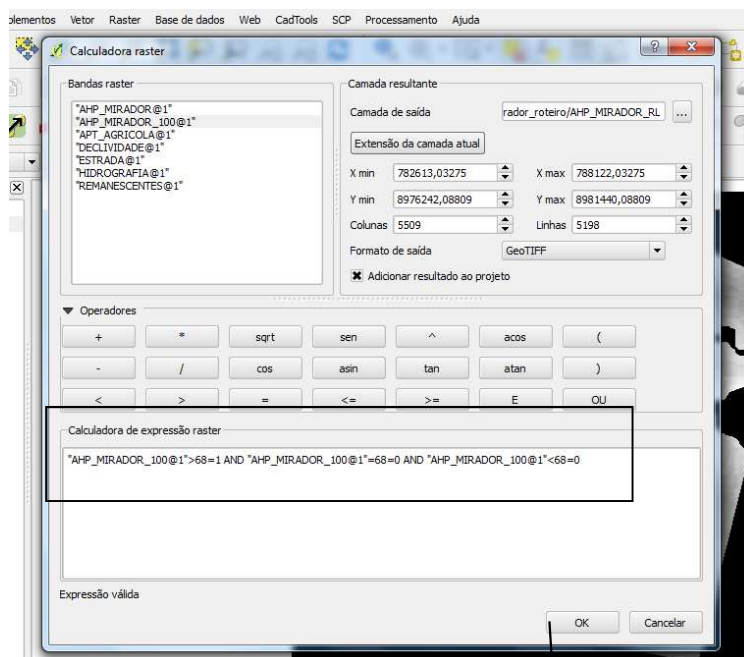 plementos Vetor Raster Base de dados Web CadTools SCP Processamento Ajuda
Calculadora raster
Bandas raster
"AHP_MIRADOR@1"
"AHP_MIRADOR_100@1"
"APT_AGRICOLA@1"
"DECLIVIDADE@1"
"ESTRADA@1"
"HIDROGRAFIA@1"
"REMANESCENTES@1"
Camada resultante
Camada de saída rador_roteiro/AHP_MIRADOR_RL ...
Extensão da camada atual
X min 782613,03275 X max 788122,03275
Y min 8976242,08809 Y max 8981440,08809
Colunas 5509 Linhas 5198
Formato de saída GeoTIFF
Adicionar resultado ao projeto
Operadores
+ * sqrt sen ^ acos (
- / cos asin tan atan )
< > = <= >= E OU
Calculadora de expressão raster
"AHP_MIRADOR_100@1">68=1 AND "AHP_MIRADOR_100@1"=68=0 AND "AHP_MIRADOR_100@1"<68=0
Expressão válida
OK Cancelar